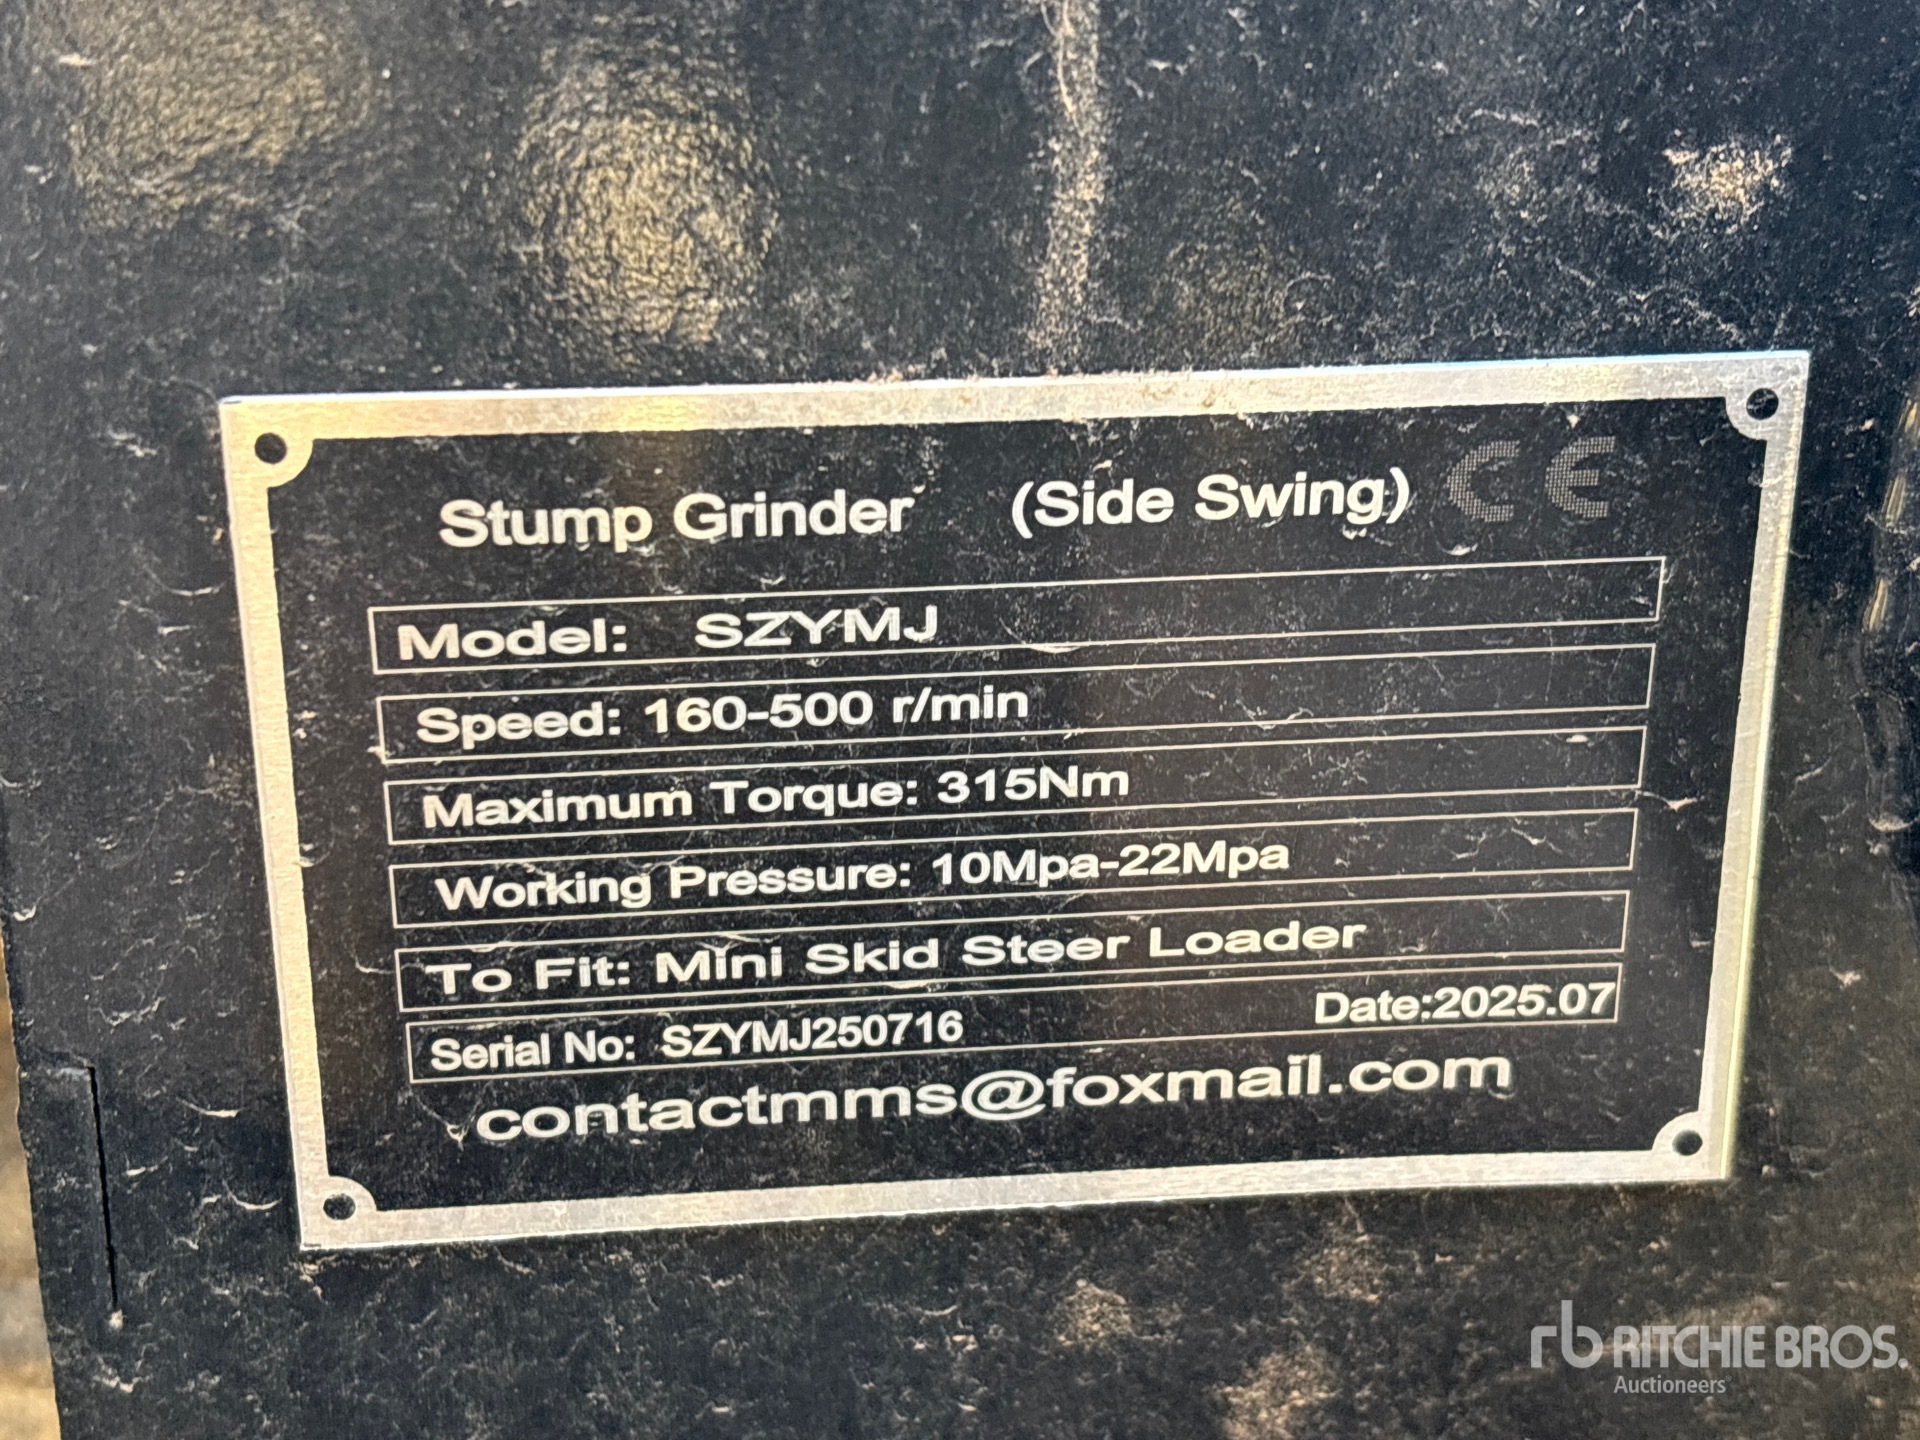 Stump Grinder (Side Swing) CE
Model: SZYMJ
Speed: 160-500 r/min
Maximum Torque: 315Nm
Working Pressure: 10Mpa-22Mpa
To Fit: Mini Skid Steer Loader
Serial No: SZYMJ250716 Date:2025.07
contactmms@foxmail.com
rb RITCHIE BROS.
Auctioneers